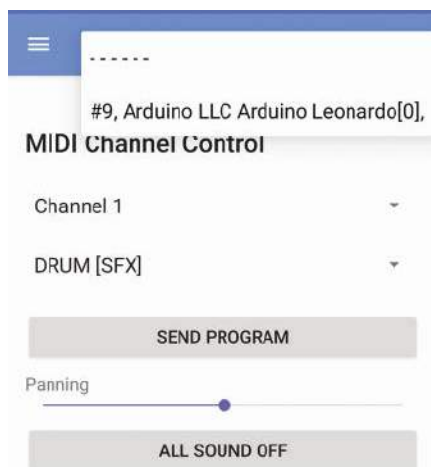 ------
#9, Arduino LLC Arduino Leonardo[0],
MIDI Channel Control
Channel 1
DRUM [SFX]
SEND PROGRAM
Panning
ALL SOUND OFF